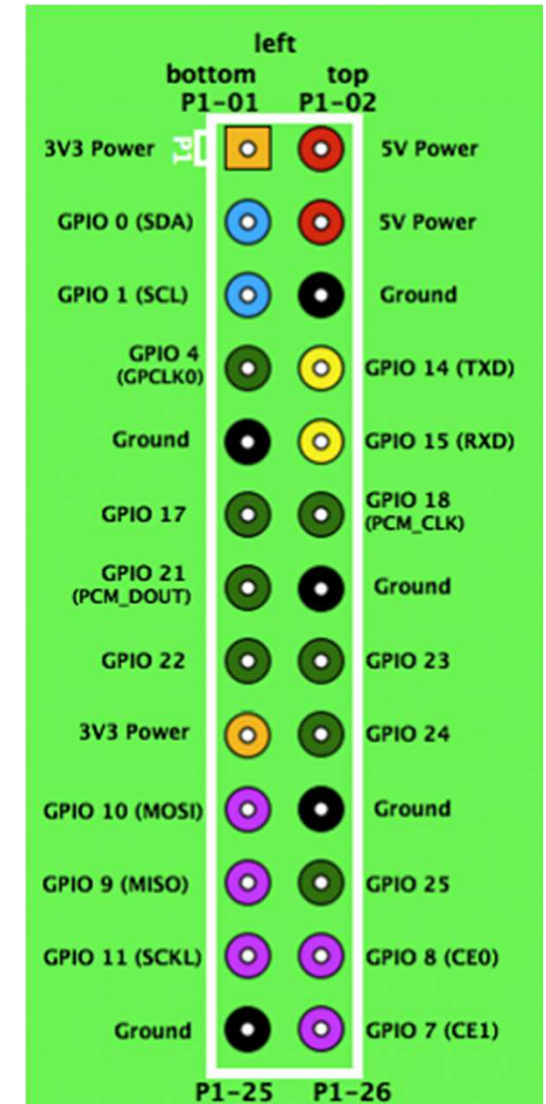 left
bottom top
P1-01 P1-02
3V3 Power P1 5V Power
GPIO 0 (SDA) 5V Power
GPIO 1 (SCL) Ground
GPIO 4
(GPCLK0) GPIO 14 (TXD)
Ground GPIO 15 (RXD)
GPIO 17 GPIO 18
(PCM_CLK)
GPIO 21
(PCM_DOUT) Ground
GPIO 22 GPIO 23
3V3 Power GPIO 24
GPIO 10 (MOSI) Ground
GPIO 9 (MISO) GPIO 25
GPIO 11 (SCKL) GPIO 8 (CE0)
Ground GPIO 7 (CE1)
P1-25 P1-26